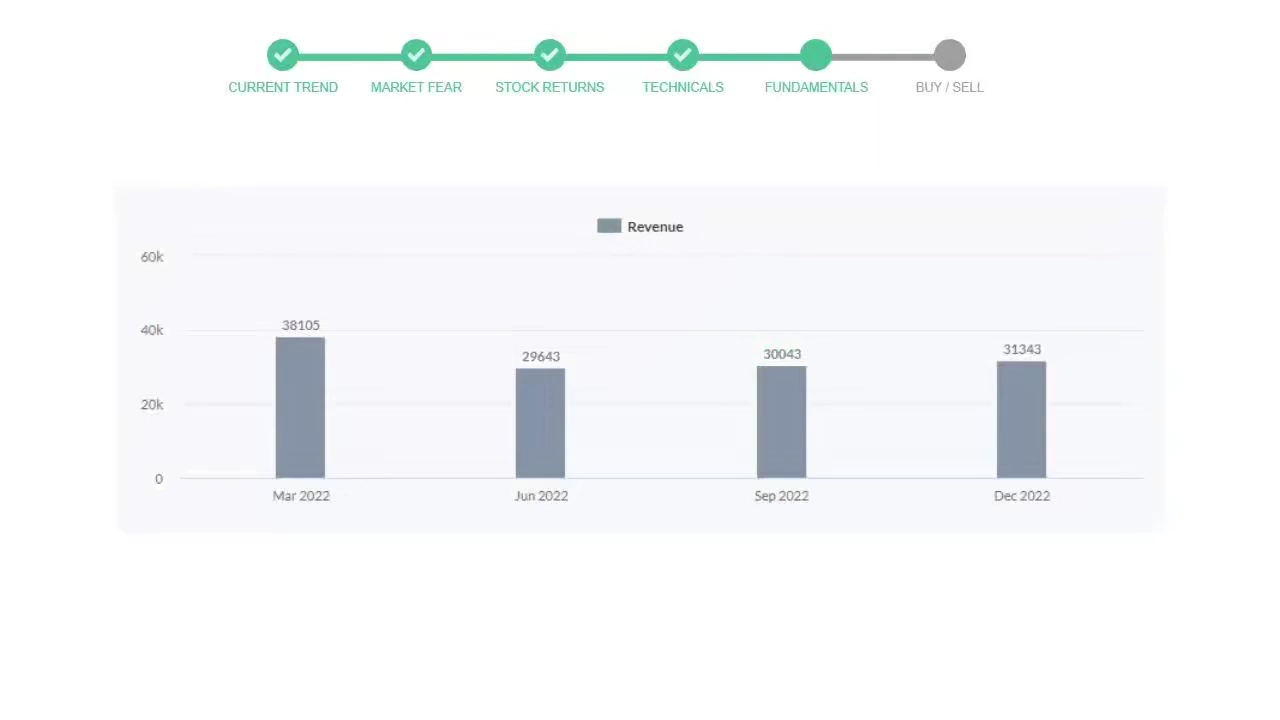 CURRENT TREND MARKET FEAR STOCK RETURNS TECHNICALS FUNDAMENTALS BUY / SELL
Revenue
60k
40k
20k
0
38105
29643
30043
31343
Mar 2022 Jun 2022 Sep 2022 Dec 2022